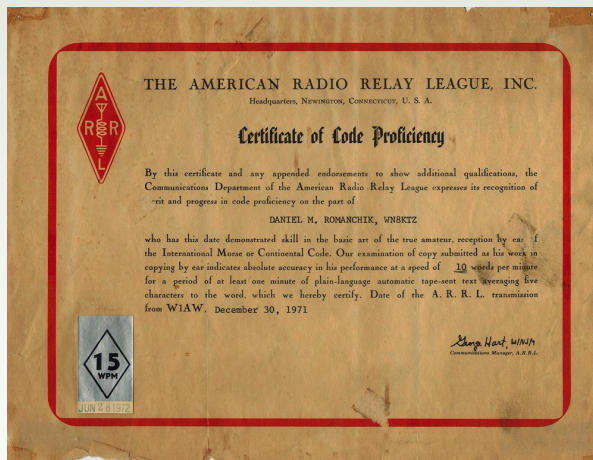 A
R R
L
THE AMERICAN RADIO RELAY LEAGUE, INC.
Headquarters, Newington, Connecticut, U. S. A.
Certificate of Code Proficiency
By this certificate and any appended endorsements to show additional qualifications, the
Communications Department of the American Radio Relay League expresses its recognition of
rit and progress in code proficiency on the part of
DANIEL M. ROMANCHIK, WN8KTZ
who has this date demonstrated skill in the basic art of the true amateur, reception by ear f
the International Morse or Continental Code. Our examination of copy submitted as his work in
copying by ear indicates absolute accuracy in his performance at a speed of 10 words per minute
for a period of at least one minute of plain-language automatic tape-sent text averaging five
characters to the word, which we hereby certify. Date of the A. R. R. L. transmission
from W1AW. December 30, 1971
George Hart, W1NJM
Communications Manager, A.R.R.L.
15
WPM
JUN 28 1972